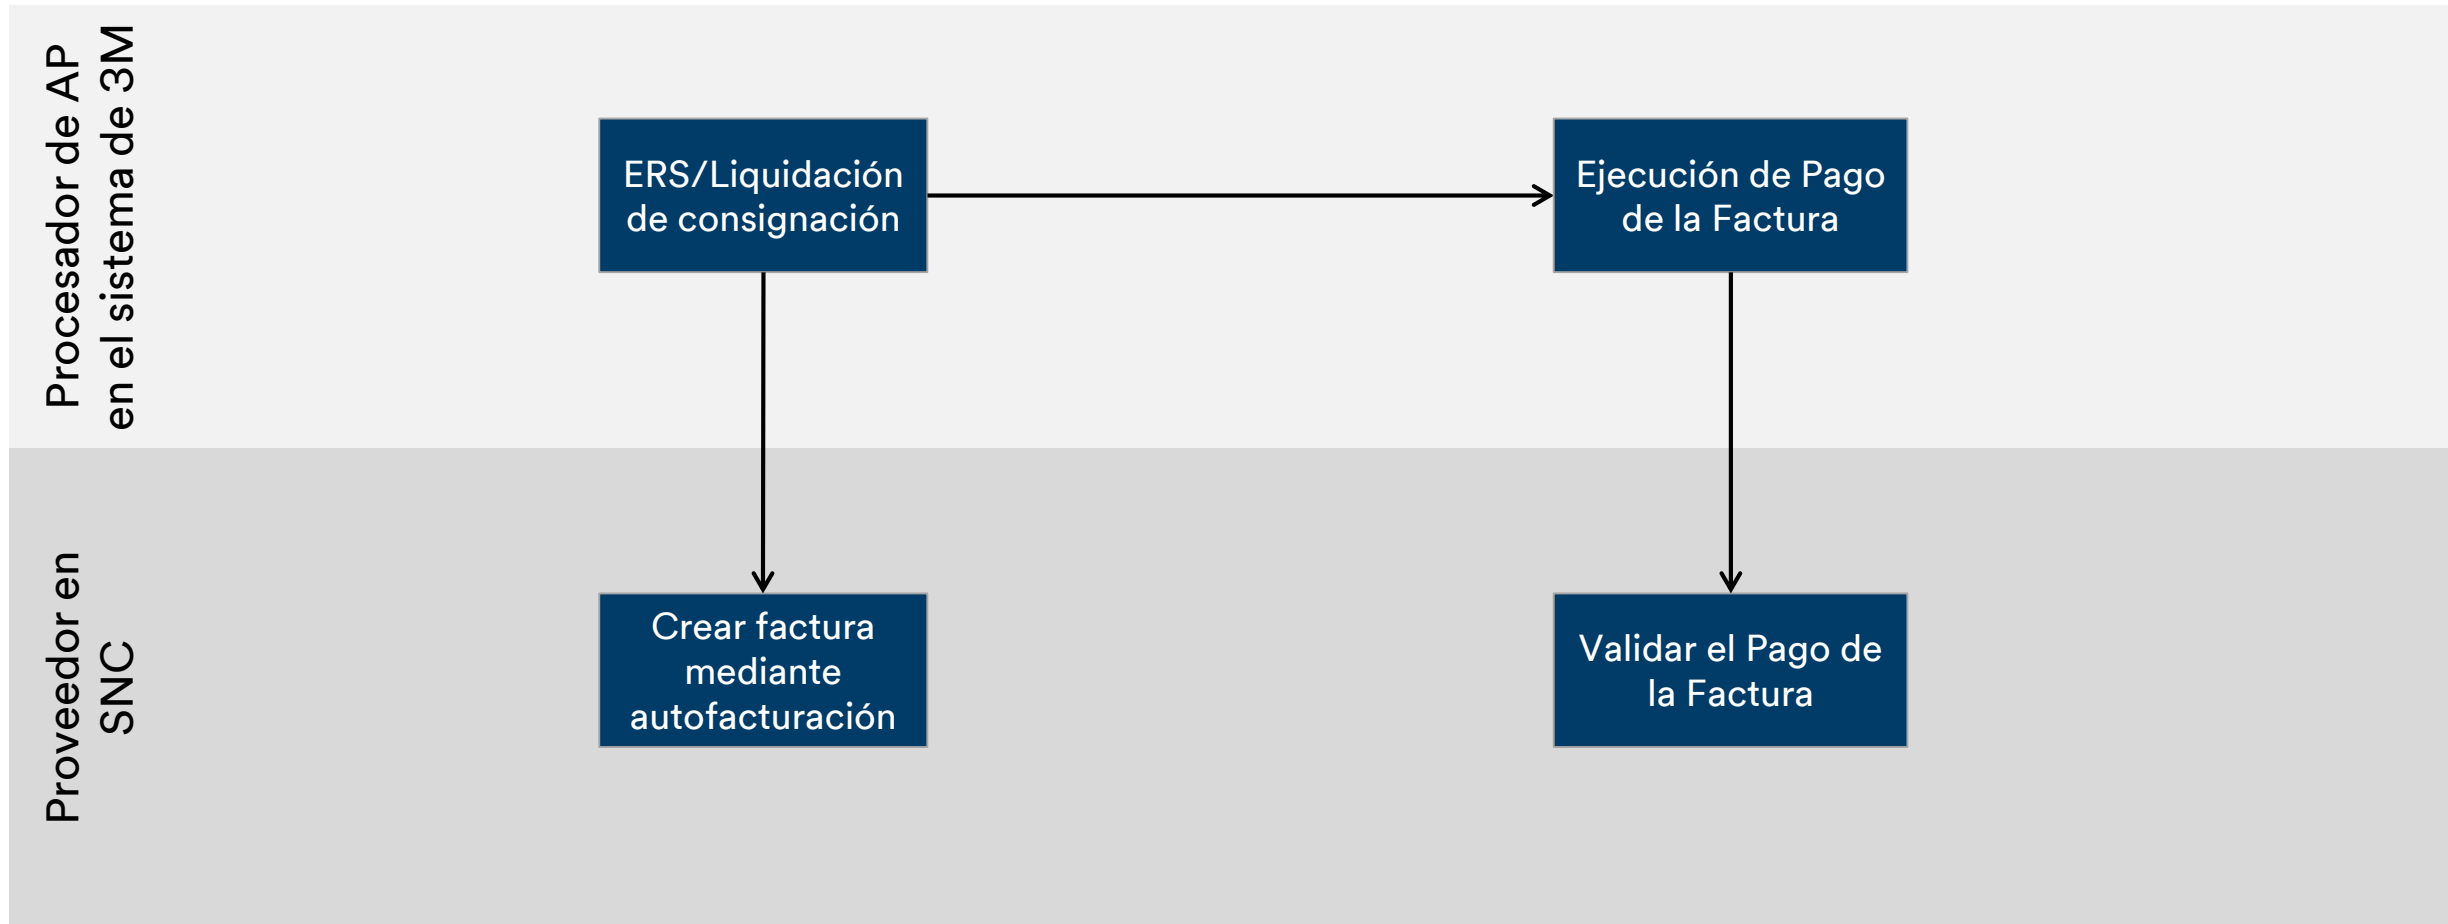 Procesador de AP
en el sistema de 3M
ERS/Liquidación
de consignación
Ejecución de Pago
de la Factura
Proveedor en
SNC
Crear factura
mediante
autofacturación
Validar el Pago de
la Factura